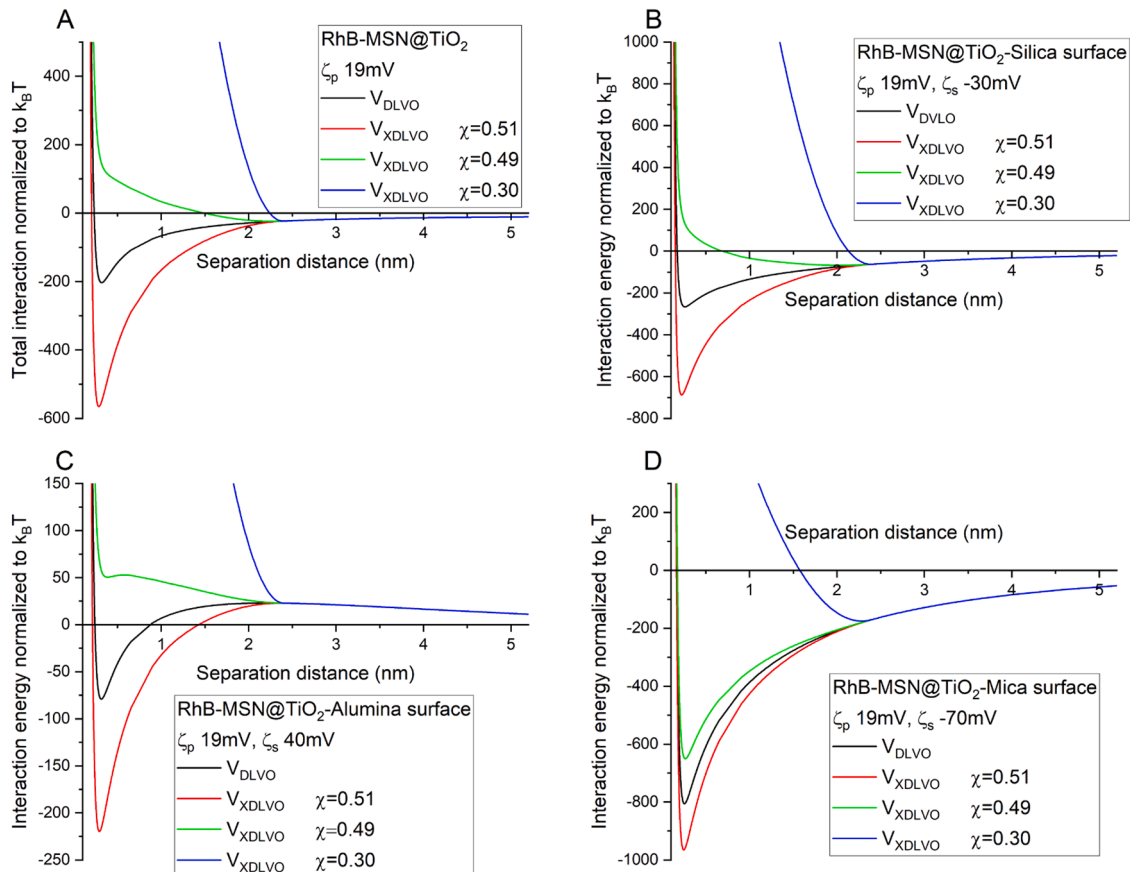 A
Total interaction normalized to kBT
400
200
0
-200
-400
-600
1
2
3
4
5
Separation distance (nm)
RhB-MSN@TiO2
ζp 19mV
VDLVO
VXDLVO χ=0.51
VXDLVO χ=0.49
VXDLVO χ=0.30
B
Interaction energy normalized to kBT
1000
800
600
400
200
0
-200
-400
-600
-800
1
2
3
4
5
Separation distance (nm)
RhB-MSN@TiO2-Silica surface
ζp 19mV, ζs -30mV
VDVLO
VXDLVO χ=0.51
VXDLVO χ=0.49
VXDLVO χ=0.30
C
Interaction energy normalized to kBT
150
100
50
0
-50
-100
-150
-200
-250
1
2
3
4
5
Separation distance (nm)
RhB-MSN@TiO2-Alumina surface
ζp 19mV, ζs 40mV
VDLVO
VXDLVO χ=0.51
VXDLVO χ=0.49
VXDLVO χ=0.30
D
Interaction energy normalized to kBT
200
0
-200
-400
-600
-800
-1000
Separation distance (nm)
1
2
3
4
5
RhB-MSN@TiO2-Mica surface
ζp 19mV, ζs -70mV
VDLVO
VXDLVO χ=0.51
VXDLVO χ=0.49
VXDLVO χ=0.30